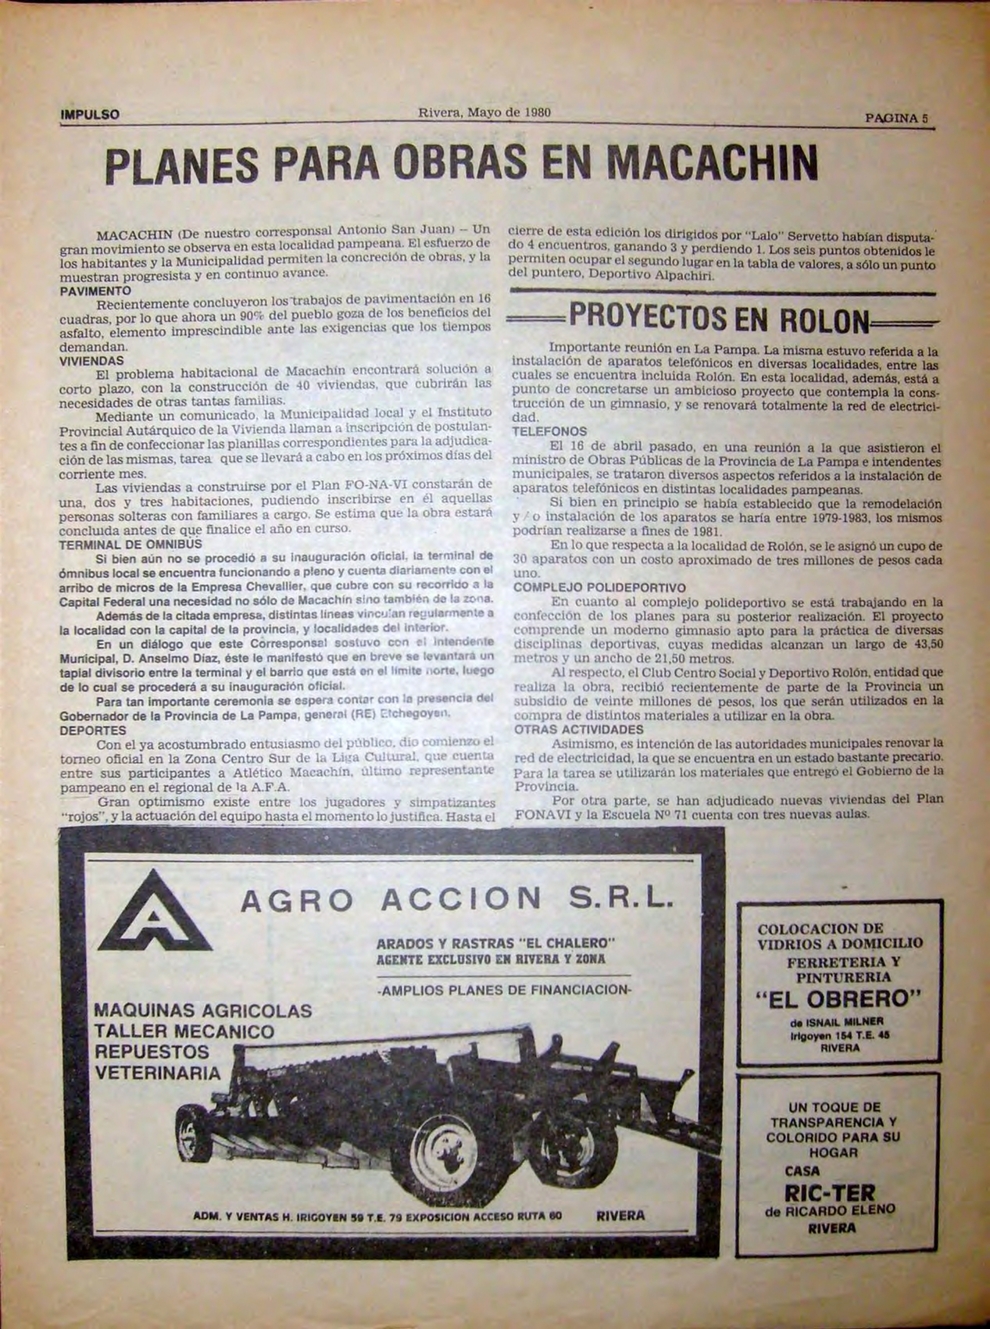 IMPULSO
Rivera, Mayo de 1980
PAGINA 5
PLANES PARA OBRAS EN MACACHIN
MACACHIN (De nuestro corresponsal Antonio San Juan) — Un
gran movimiento se observa en esta localidad pampeana. El esfuerzo de
los habitantes y la Municipalidad permiten la concreción de obras, y la
muestran progresista y en continuo avance.
PAVIMENTO
Recientemente concluyeron los trabajos de pavimentación en 16
cuadras, por lo que ahora un 90% del pueblo goza de los beneficios del
asfalto, elemento imprescindible ante las exigencias que los tiempos
demandan.
VIVIENDAS
El problema habitacional de Macachín encontrará solución a
corto plazo, con la construcción de 40 viviendas, que cubrirán las
necesidades de otras tantas familias.
Mediante un comunicado, la Municipalidad local y el Instituto
Provincial Autárquico de la Vivienda llaman a inscripción de postulan-
tes a fin de confeccionar las planillas correspondientes para la adjudica-
ción de las mismas, tarea que se llevará a cabo en los próximos días del
corriente mes.
Las viviendas a construirse por el Plan FO-NA-VI constarán de
una, dos y tres habitaciones, pudiendo inscribirse en él aquellas
personas solteras con familiares a cargo. Se estima que la obra estará
concluida antes de que finalice el año en curso.
TERMINAL DE OMNIBUS
Si bien aún no se procedió a su inauguración oficial, la terminal de
ómnibus local se encuentra funcionando a pleno y cuenta diariamente con el
arribo de micros de la Empresa Chevallier, que cubre con su recorrido a la
Capital Federal una necesidad no sólo de Macachín sino también de la zona.
Además de la citada empresa, distintas líneas vinculan regularmente a
la localidad con la capital de la provincia, y localidades del interior.
En un diálogo que este Corresponsal sostuvo con el Intendente
Municipal, D. Anselmo Díaz, éste le manifestó que en breve se levantará un
tapial divisorio entre la terminal y el barrio que está en el límite norte, luego
de lo cual se procederá a su inauguración oficial.
Para tan importante ceremonia se espera contar con la presencia del
Gobernador de la Provincia de La Pampa, general (RE) Etchegoyen.
DEPORTES
Con el ya acostumbrado entusiasmo del público, dio comienzo el
torneo oficial en la Zona Centro Sur de la Liga Cultural, que cuenta
entre sus participantes a Atlético Macachín, último representante
pampeano en el regional de la A.F.A.
Gran optimismo existe entre los jugadores y simpatizantes
"rojos", y la actuación del equipo hasta el momento lo justifica. Hasta el
cierre de esta edición los dirigidos por "Lalo" Servetto habían disputa-
do 4 encuentros, ganando 3 y perdiendo 1. Los seis puntos obtenidos le
permiten ocupar el segundo lugar en la tabla de valores, a sólo un punto
del puntero, Deportivo Alpachiri.
PROYECTOS EN ROLON
Importante reunión en La Pampa. La misma estuvo referida a la
instalación de aparatos telefónicos en diversas localidades, entre las
cuales se encuentra incluida Rolón. En esta localidad, además, está a
punto de concretarse un ambicioso proyecto que contempla la cons-
trucción de un gimnasio, y se renovará totalmente la red de electrici-
dad.
TELEFONOS
El 16 de abril pasado, en una reunión a la que asistieron el
ministro de Obras Públicas de la Provincia de La Pampa e intendentes
municipales, se trataron diversos aspectos referidos a la instalación de
aparatos telefónicos en distintas localidades pampeanas.
Si bien en principio se había establecido que la remodelación
y / o instalación de los aparatos se haría entre 1979-1983, los mismos
podrían realizarse a fines de 1981.
En lo que respecta a la localidad de Rolón, se le asignó un cupo de
30 aparatos con un costo aproximado de tres millones de pesos cada
uno.
COMPLEJO POLIDEPORTIVO
En cuanto al complejo polideportivo se está trabajando en la
confección de los planes para su posterior realización. El proyecto
comprende un moderno gimnasio apto para la práctica de diversas
disciplinas deportivas, cuyas medidas alcanzan un largo de 43,50
metros y un ancho de 21,50 metros.
Al respecto, el Club Centro Social y Deportivo Rolón, entidad que
realiza la obra, recibió recientemente de parte de la Provincia un
subsidio de veinte millones de pesos, los que serán utilizados en la
compra de distintos materiales a utilizar en la obra.
OTRAS ACTIVIDADES
Asimismo, es intención de las autoridades municipales renovar la
red de electricidad, la que se encuentra en un estado bastante precario.
Para la tarea se utilizarán los materiales que entregó el Gobierno de la
Provincia.
Por otra parte, se han adjudicado nuevas viviendas del Plan
FONAVI y la Escuela Nº 71 cuenta con tres nuevas aulas.
AGRO ACCION S.R.L.
ARADOS Y RASTRAS "EL CHALERO"
AGENTE EXCLUSIVO EN RIVERA Y ZONA
-AMPLIOS PLANES DE FINANCIACION-
MAQUINAS AGRICOLAS
TALLER MECANICO
REPUESTOS
VETERINARIA
ADM. Y VENTAS H. IRIGOYEN 59 T.E. 79 EXPOSICION ACCESO RUTA 60 RIVERA
COLOCACION DE
VIDRIOS A DOMICILIO
FERRETERIA Y
PINTURERIA
"EL OBRERO"
de ISNAIL MILNER
Irigoyen 154 T.E. 45
RIVERA
UN TOQUE DE
TRANSPARENCIA Y
COLORIDO PARA SU
HOGAR
CASA
RIC-TER
de RICARDO ELENO
RIVERA